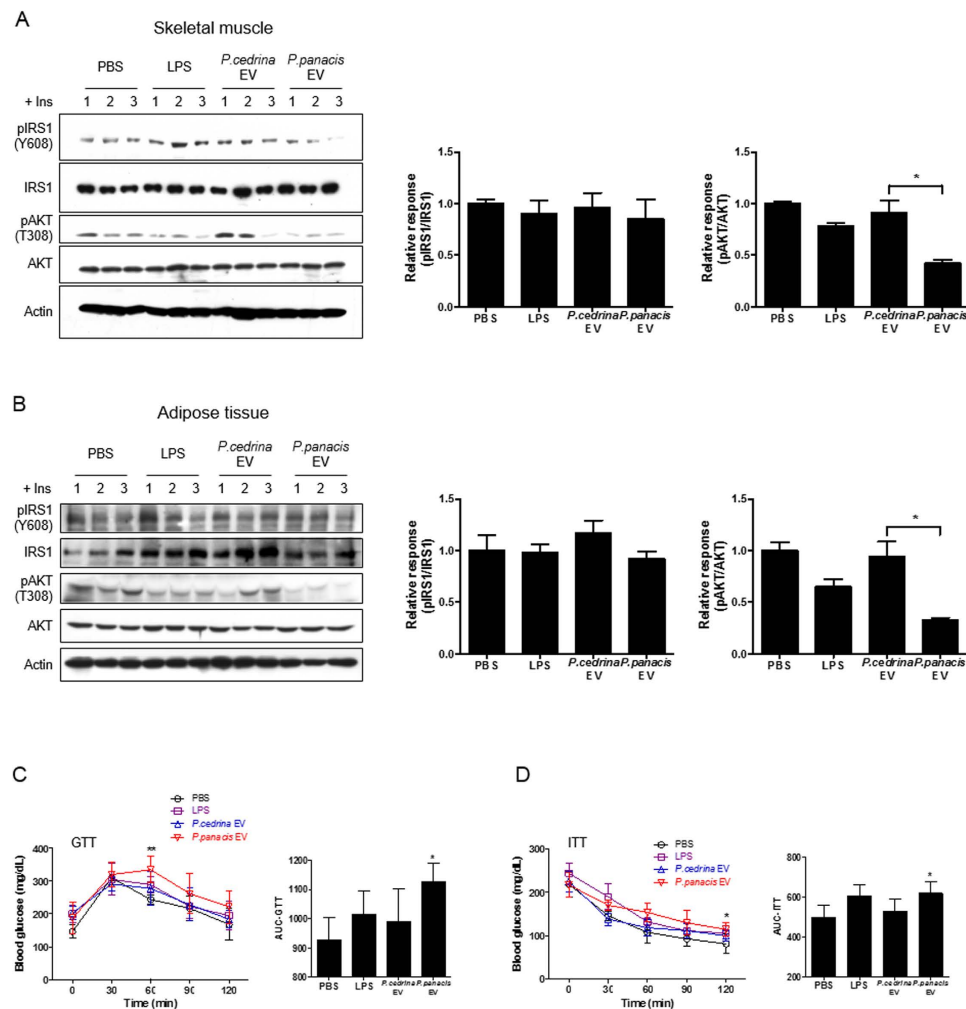 A
Skeletal muscle
PBS LPS P.cedrina EV P.panacis EV
+ Ins 1 2 3 1 2 3 1 2 3 1 2 3
pIRS1 (Y608)
IRS1
pAKT (T308)
AKT
Actin
Relative response (pIRS1/IRS1)
1.5
1.0
0.5
0.0
PBS LPS P.cedrina EV P.panacis EV
Relative response (pAKT/AKT)
1.5
1.0
0.5
0.0
*
PBS LPS P.cedrina EV P.panacis EV
B
Adipose tissue
PBS LPS P.cedrina EV P.panacis EV
+ Ins 1 2 3 1 2 3 1 2 3 1 2 3
pIRS1 (Y608)
IRS1
pAKT (T308)
AKT
Actin
Relative response (pIRS1/IRS1)
1.5
1.0
0.5
0.0
PBS LPS P.cedrina EV P.panacis EV
Relative response (pAKT/AKT)
1.5
1.0
0.5
0.0
*
PBS LPS P.cedrina EV P.panacis EV
C
PBS
LPS
P.cedrina EV
P.panacis EV
GTT
**
Blood glucose (mg/dL)
400
300
200
100
0
0 30 60 90 120
Time (min)
AUC-GTT
1300
1200
1100
1000
900
800
*
PBS LPS P.cedrina EV P.panacis EV
D
PBS
LPS
P.cedrina EV
P.panacis EV
ITT
*
Blood glucose (mg/dL)
300
200
100
0
0 30 60 90 120
Time (min)
AUC-ITT
800
600
400
200
*
PBS LPS P.cedrina EV P.panacis EV